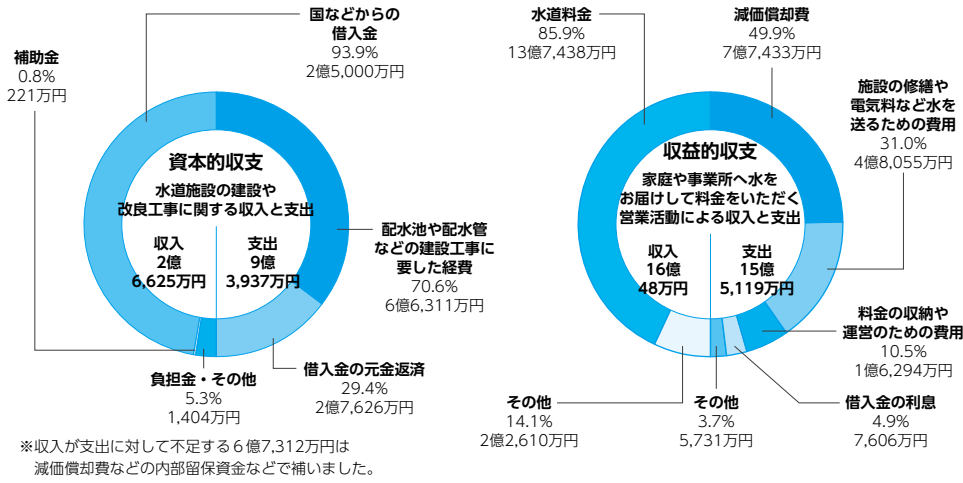 国などからの
借入金
93.9%
2億5,000万円
補助金
0.8%
221万円
資本的収支
水道施設の建設や
改良工事に関する収入と支出
収入
2億
6,625万円
支出
9億
3,937万円
配水池や配水管
などの建設工事に
要した経費
70.6%
6億6,311万円
借入金の元金返済
29.4%
2億7,626万円
負担金・その他
5.3%
1,404万円
※収入が支出に対して不足する6億7,312万円は
減価償却費などの内部留保資金などで補いました。
水道料金
85.9%
13億7,438万円
減価償却費
49.9%
7億7,433万円
収益的収支
家庭や事業所へ水を
お届けして料金をいただく
営業活動による収入と支出
収入
16億
48万円
支出
15億
5,119万円
施設の修繕や
電気料など水を
送るための費用
31.0%
4億8,055万円
料金の収納や
運営のための費用
10.5%
1億6,294万円
借入金の利息
4.9%
7,606万円
その他
3.7%
5,731万円
その他
14.1%
2億2,610万円